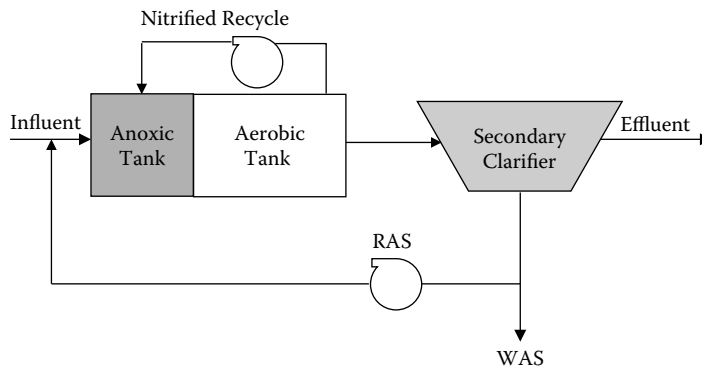 Nitrified Recycle
Influent
Anoxic
Tank
Aerobic
Tank
Secondary
Clarifier
Effluent
RAS
WAS